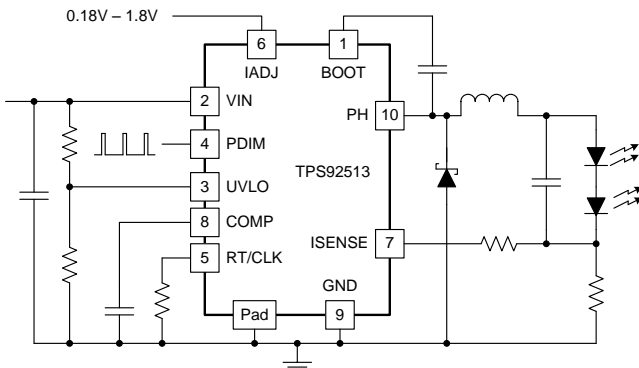 0.18V – 1.8V
6
1
IADJ
BOOT
2
VIN
PH
10
4
PDIM
TPS92513
3
UVLO
8
COMP
ISENSE
7
5
RT/CLK
GND
Pad
9